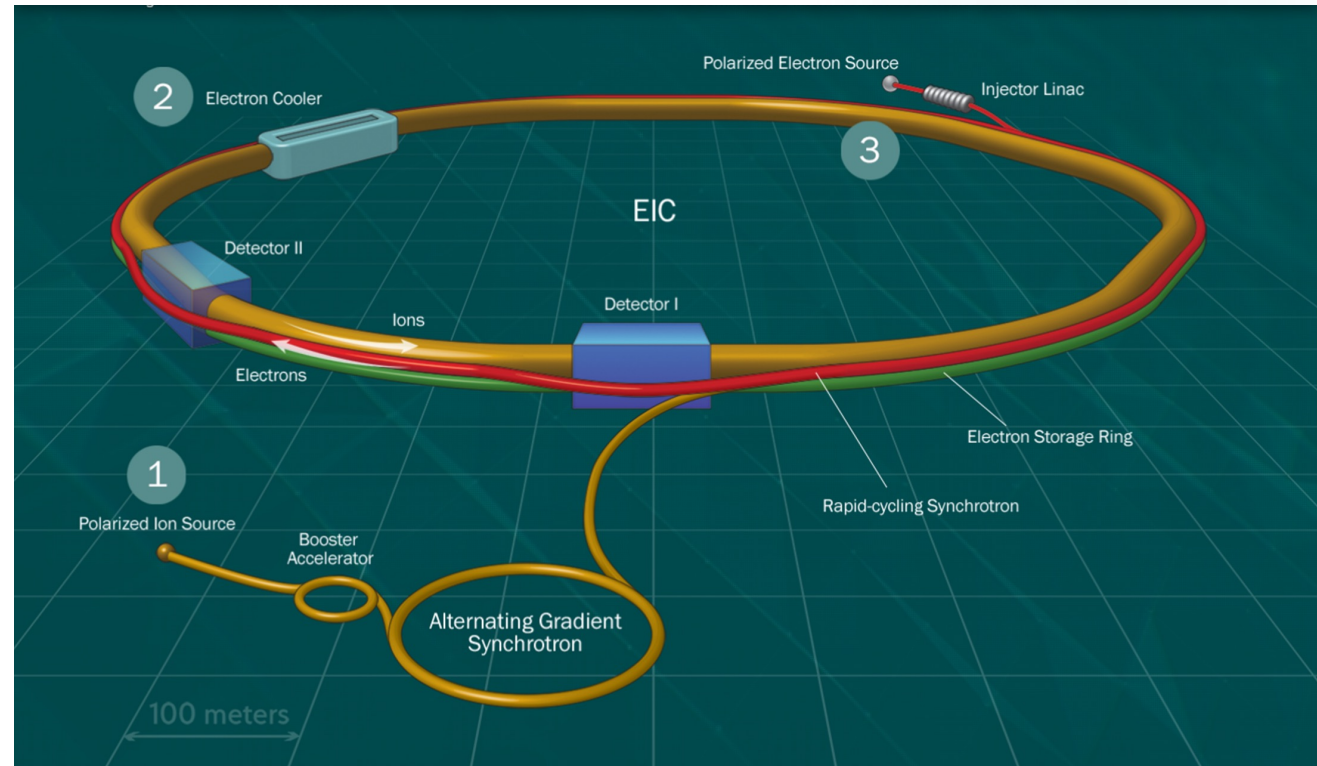 Polarized Electron Source
Injector Linac
2
Electron Cooler
3
EIC
Detector II
Detector I
Ions
Electrons
Electron Storage Ring
Rapid-cycling Synchrotron
1
Polarized Ion Source
Booster
Accelerator
Alternating Gradient
Synchrotron
100 meters